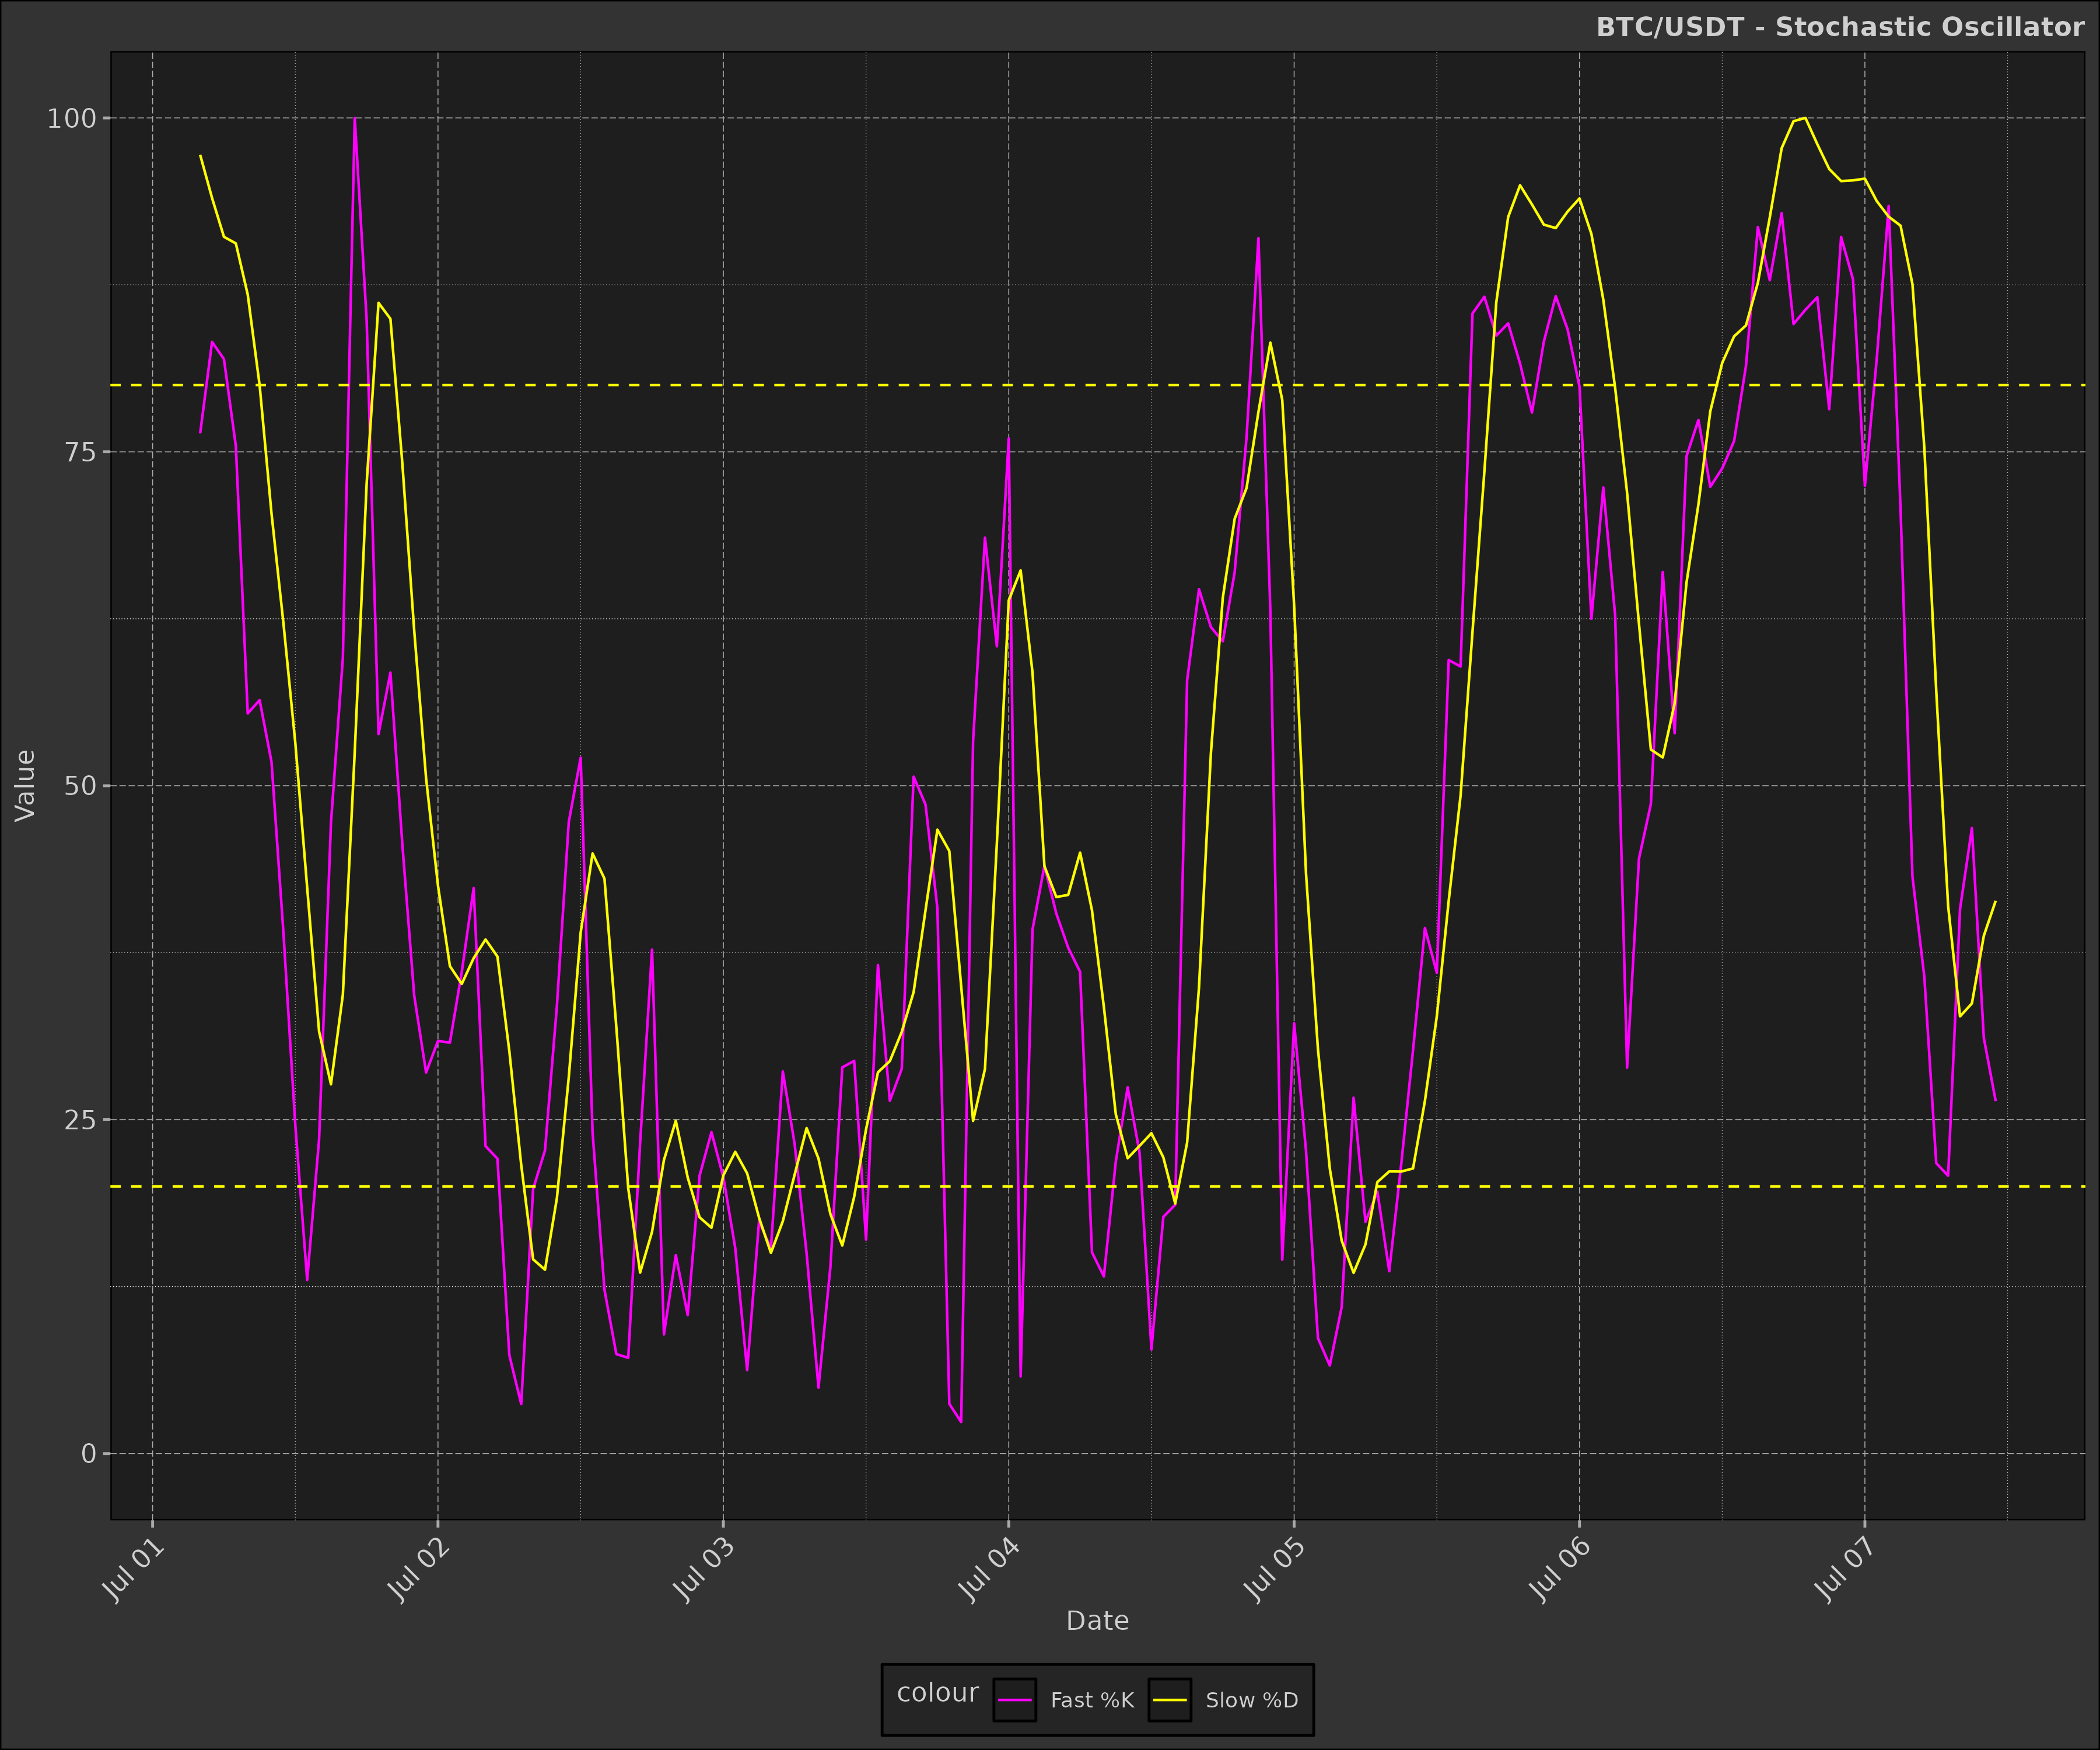 BTC/USDT - Stochastic Oscillator
100
75
50
25
0
Value
Jul 01
Jul 02
Jul 03
Jul 04
Jul 05
Jul 06
Jul 07
Date
colour Fast %K Slow %D